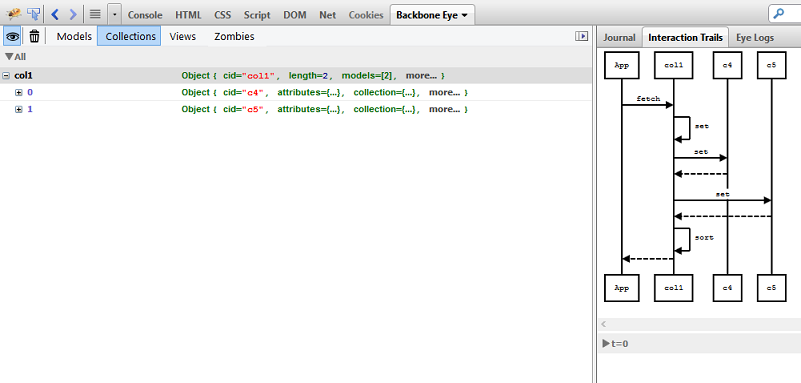 Console HTML CSS Script DOM Net Cookies Backbone Eye
Models Collections Views Zombies
All
col1 Object { cid="col1", length=2, models=[2], more... }
0 Object { cid="c4", attributes={...}, collection={...}, more... }
1 Object { cid="c5", attributes={...}, collection={...}, more... }
Journal Interaction Trails Eye Logs
App col1 c4 c5
fetch
set
set
set
sort
App col1 c4 c5
t=0